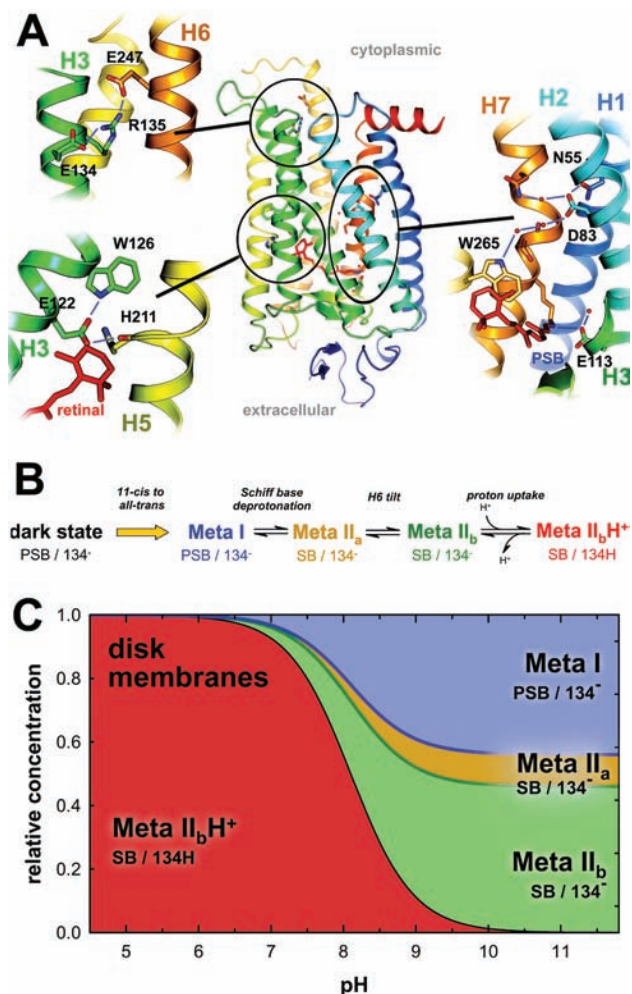 A
E247
H6
H3
R135
E134
cytoplasmic
H7
H2
H1
N55
W265
D83
PSB
E113
H3
W126
E122
H211
H3
retinal
H5
extracellular
B
11-cis to
all-trans
Schiff base
deprotonation
H6 tilt
proton uptake
H⁺
dark state
Meta I
Meta IIₐ
Meta II_b
Meta II_bH⁺
PSB / 134⁻
PSB / 134⁻
SB / 134⁻
SB / 134⁻
SB / 134H
H⁺
C
relative concentration
1.0
0.8
0.6
0.4
0.2
0.0
disk
membranes
Meta I
PSB / 134⁻
Meta IIₐ
SB / 134⁻
Meta II_bH⁺
SB / 134H
Meta II_b
SB / 134⁻
5 6 7 8 9 10 11
pH